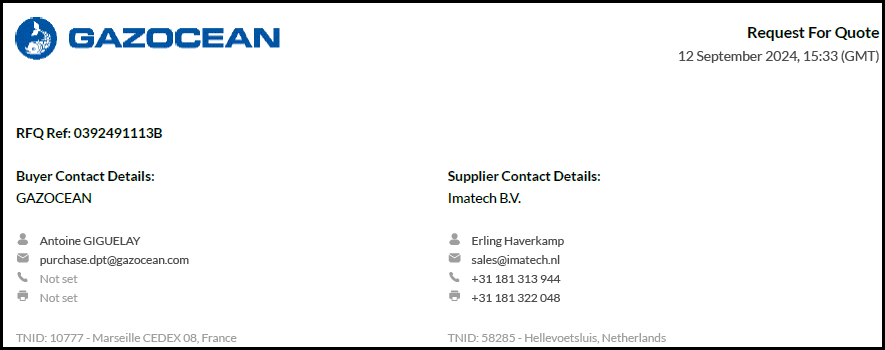 GAZOCEAN
Request For Quote
12 September 2024, 15:33 (GMT)
RFQ Ref: 0392491113B
Buyer Contact Details:
GAZOCEAN
Antoine GIGUELAY
purchase.dpt@gazocean.com
Not set
Not set
TNID: 10777 - Marseille CEDEX 08, France
Supplier Contact Details:
Imatech B.V.
Erling Haverkamp
sales@imatech.nl
+31 181 313 944
+31 181 322 048
TNID: 58285 - Hellevoetsluis, Netherlands